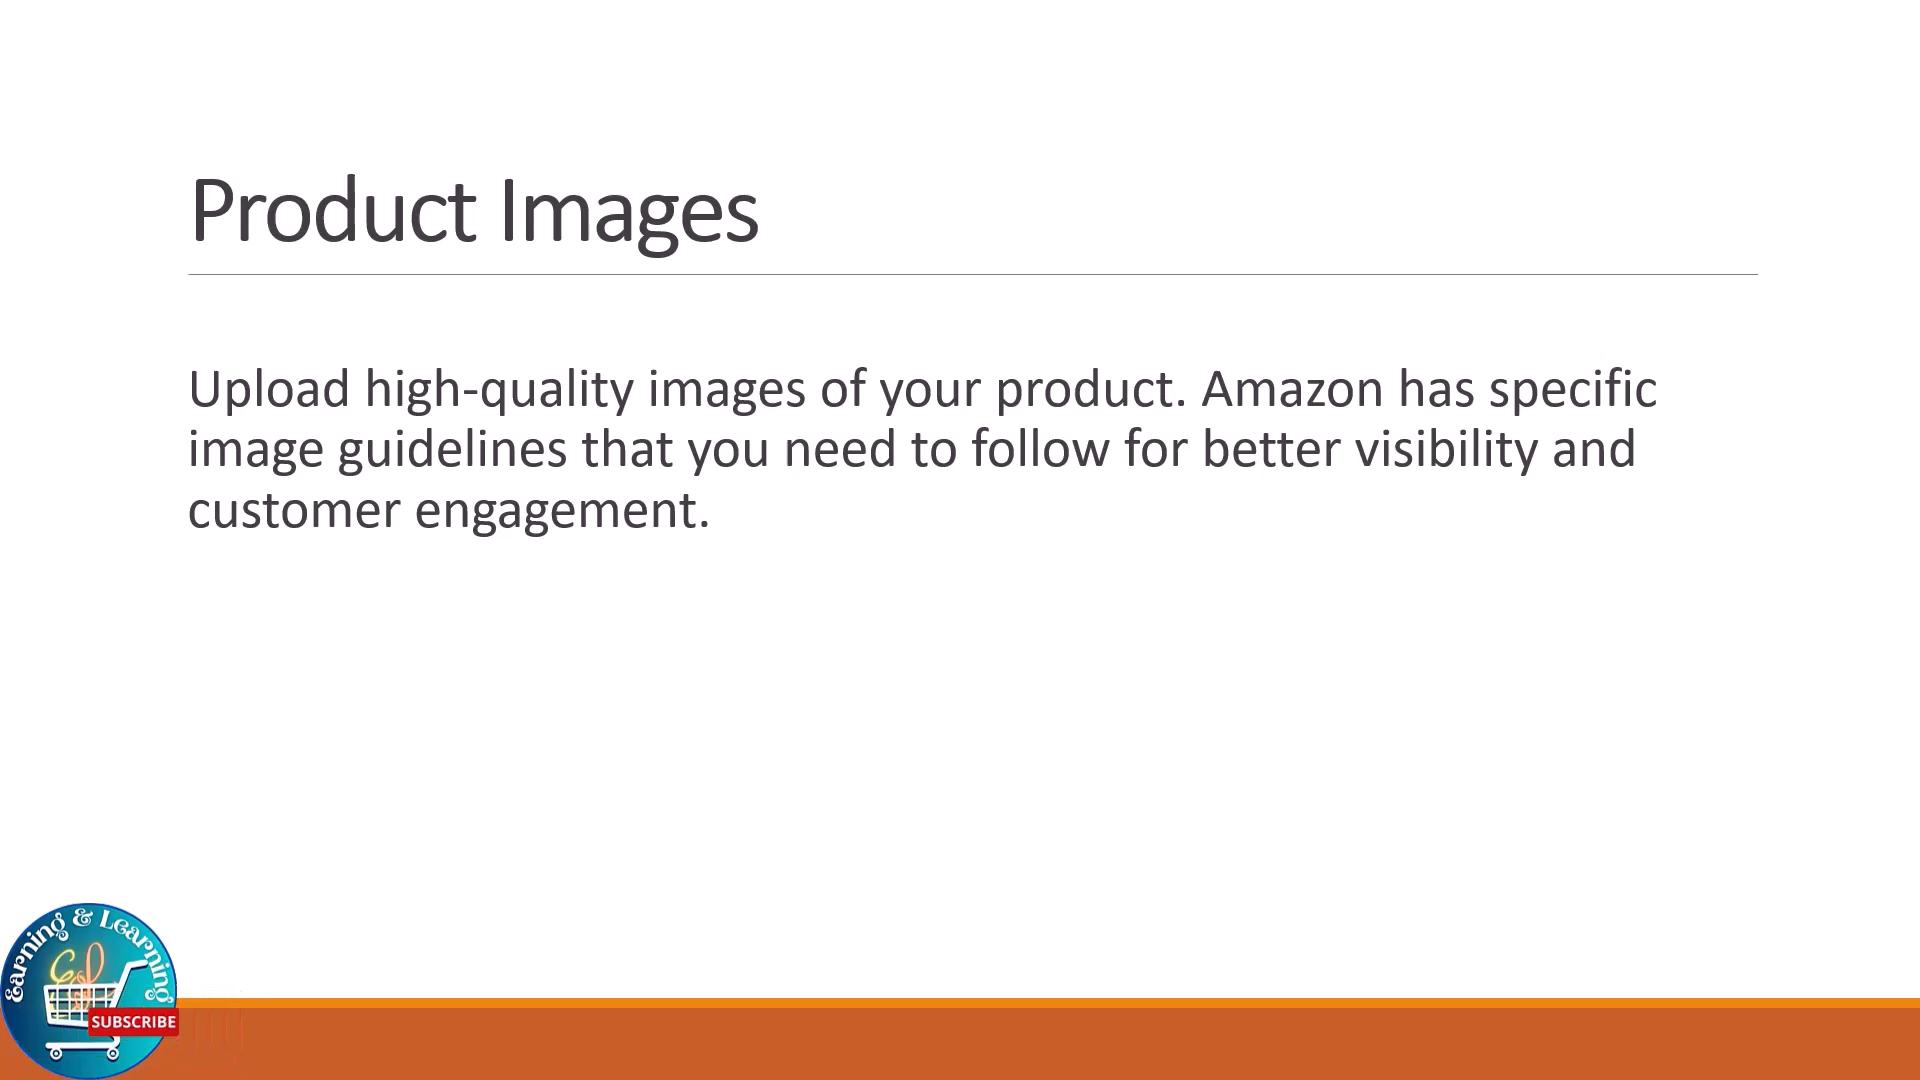 Product Images
Upload high-quality images of your product. Amazon has specific
image guidelines that you need to follow for better visibility and
customer engagement.
Earning & Learning
SUBSCRIBE